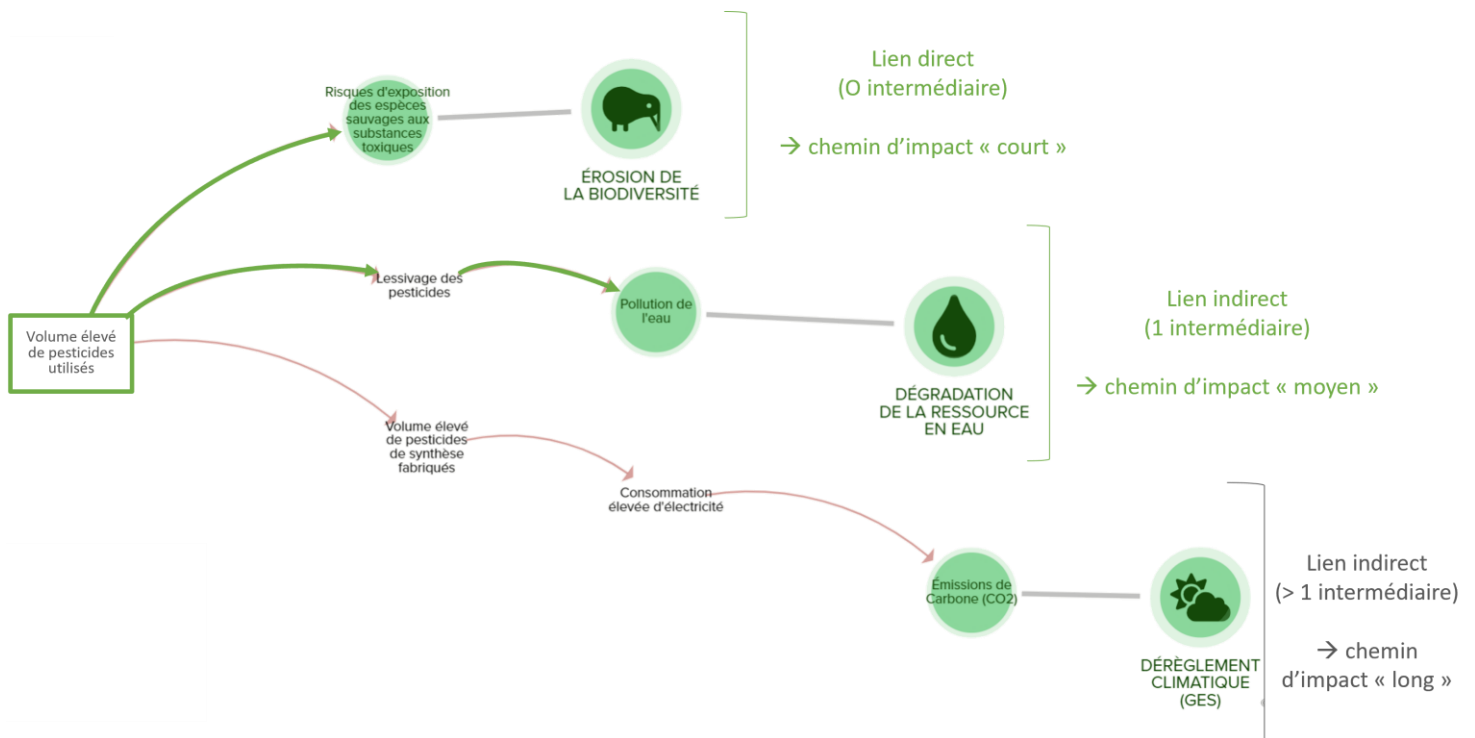 Risques d'exposition
des espèces
sauvages aux
substances
toxiques
ÉROSION DE
LA BIODIVERSITÉ
Lien direct
(O intermédiaire)
→ chemin d'impact « court »
Volume élevé
de pesticides
utilisés
Lessivage des
pesticides
Pollution de
l'eau
DÉGRADATION
DE LA RESSOURCE
EN EAU
Lien indirect
(1 intermédiaire)
→ chemin d'impact « moyen »
Volume élevé
de pesticides
de synthèse
fabriqués
Consommation
élevée d'électricité
Émissions de
Carbone (CO2)
DÉRÈGLEMENT
CLIMATIQUE
(GES)
Lien indirect
(> 1 intermédiaire)
→ chemin
d'impact « long »